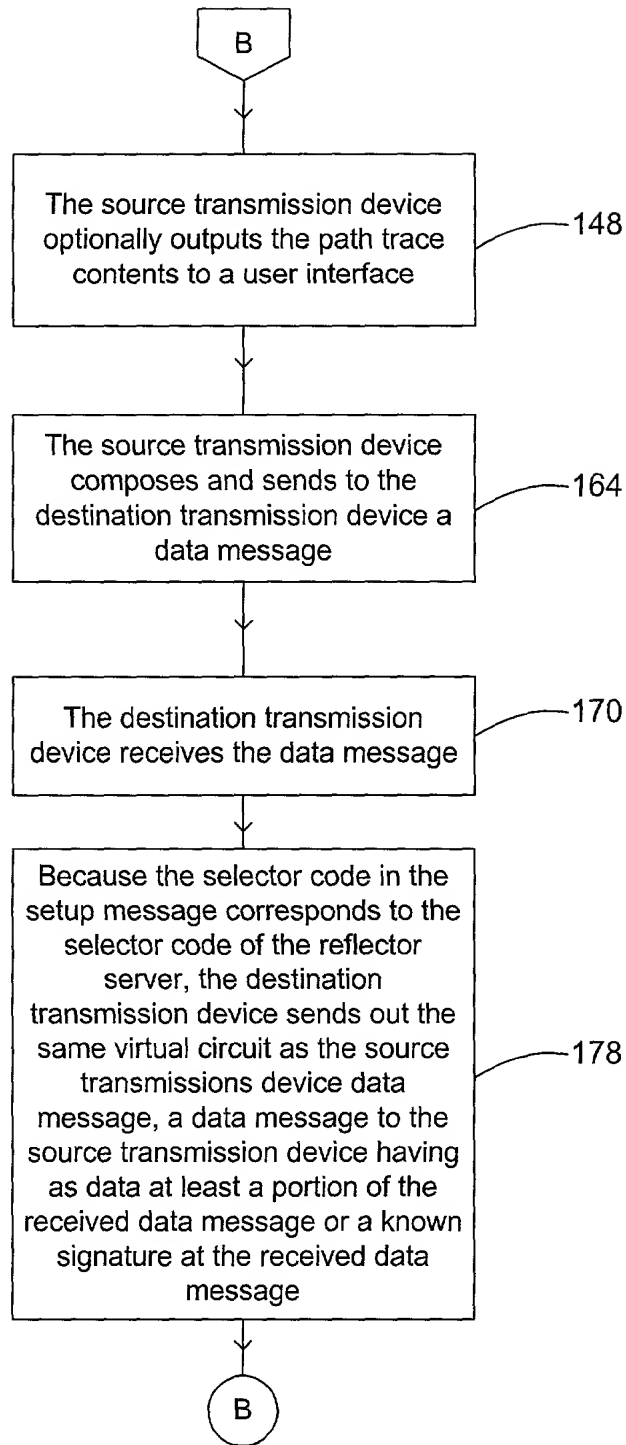 B
The source transmission device
optionally outputs the path trace
contents to a user interface
148
The source transmission device
composes and sends to the
destination transmission device a
data message
164
The destination transmission
device receives the data message
170
Because the selector code in the
setup message corresponds to the
selector code of the reflector
server, the destination
transmission device sends out the
same virtual circuit as the source
transmissions device data
message, a data message to the
source transmission device having
as data at least a portion of the
received data message or a known
signature at the received data
message
178
B